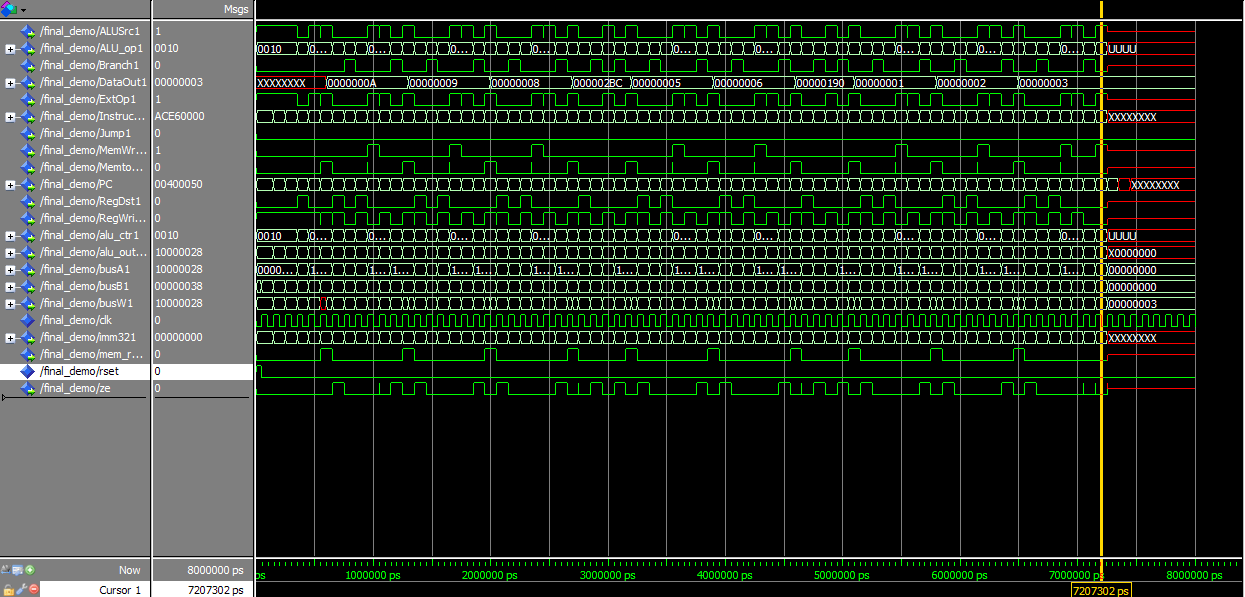 Msgs
/final_demo/ALUSrc1 1
/final_demo/ALU_op1 0010 0010 0... 0... 0... 0... 0... 0... 0... 0... 0... UUUU
/final_demo/Branch1 0
/final_demo/DataOut1 00000003 XXXXXXXX 0000000A 00000009 00000008 000002BC 00000005 00000006 00000190 00000001 00000002 00000003
/final_demo/ExtOp1 1
/final_demo/Instruc... ACE60000 XXXXXXXX
/final_demo/Jump1 0
/final_demo/MemWr... 1
/final_demo/Memto... 0
/final_demo/PC 00400050 XXXXXXXX
/final_demo/RegDst1 0
/final_demo/RegWri... 0
/final_demo/alu_ctr1 0010 0010 0... 0... 0... 0... 0... 0... 0... 0... 0... UUUU
/final_demo/alu_out... 10000028 X0000000
/final_demo/busA1 10000028 0000... 1... 1... 1... 1... 1... 1... 1... 1... 1... 1... 1... 1... 1... 1... 1... 1... 1... 1... 00000000
/final_demo/busB1 00000038 00000000
/final_demo/busW1 10000028 00000003
/final_demo/clk 0
/final_demo/imm321 00000000 XXXXXXXX
/final_demo/mem_r... 0
/final_demo/rset 0
/final_demo/ze 0
Now 8000000 ps
ps 1000000 ps 2000000 ps 3000000 ps 4000000 ps 5000000 ps 6000000 ps 7000000 ps 8000000 ps
Cursor 1 7207302 ps 7207302 ps